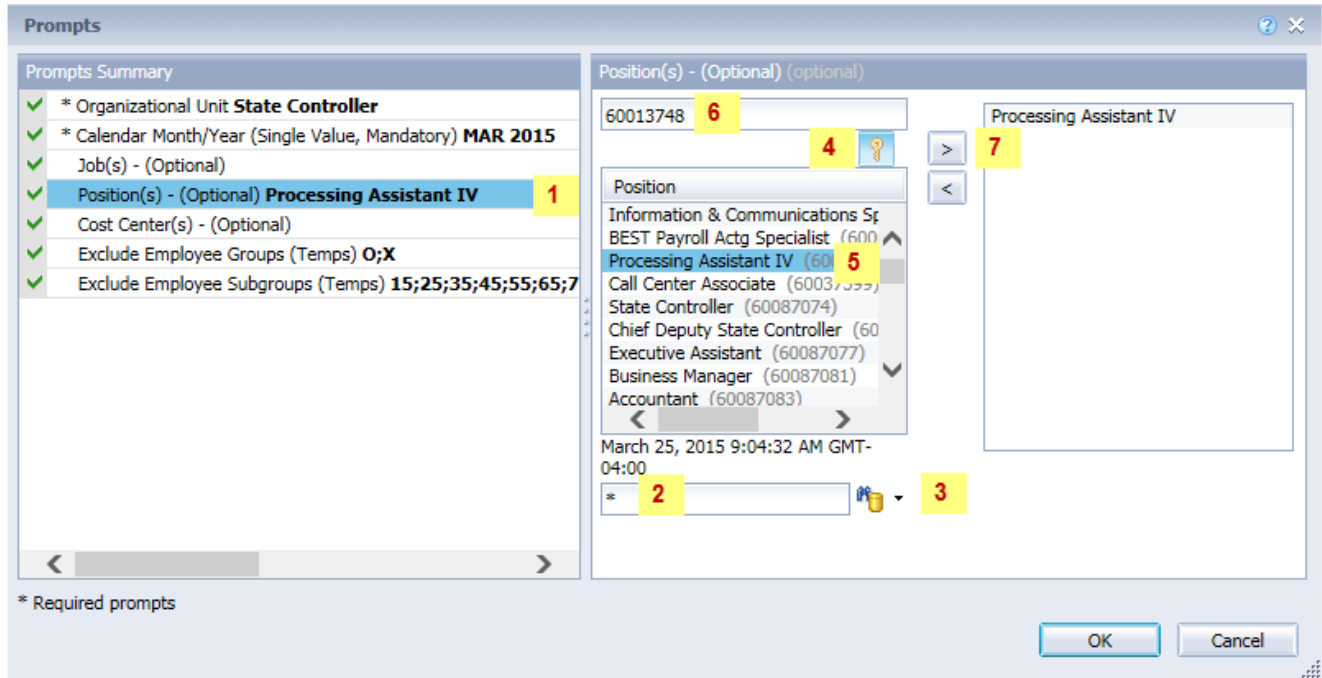 Prompts
Prompts Summary
* Organizational Unit State Controller
* Calendar Month/Year (Single Value, Mandatory) MAR 2015
Job(s) - (Optional)
Position(s) - (Optional) Processing Assistant IV 1
Cost Center(s) - (Optional)
Exclude Employee Groups (Temps) O;X
Exclude Employee Subgroups (Temps) 15;25;35;45;55;65;7
* Required prompts
Position(s) - (Optional) (optional)
60013748 6
4
> 7
<
Position
Information & Communications Sp
BEST Payroll Actg Specialist (600
Processing Assistant IV (60 5
Call Center Associate (60037399)
State Controller (60087074)
Chief Deputy State Controller (60
Executive Assistant (60087077)
Business Manager (60087081)
Accountant (60087083)
March 25, 2015 9:04:32 AM GMT-
04:00
* 2
3
Processing Assistant IV
OK Cancel